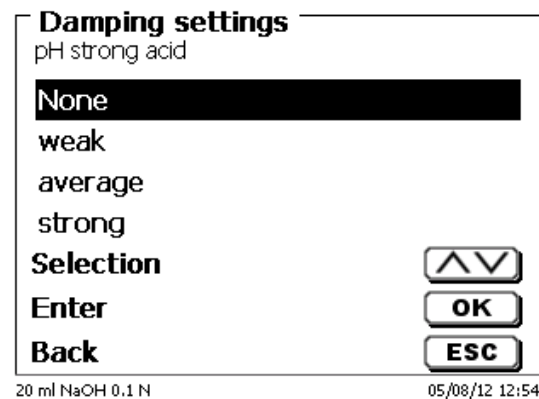 Damping settings
pH strong acid
None
weak
average
strong
Selection
Enter OK
Back ESC
20 ml NaOH 0.1 N 05/08/12 12:54